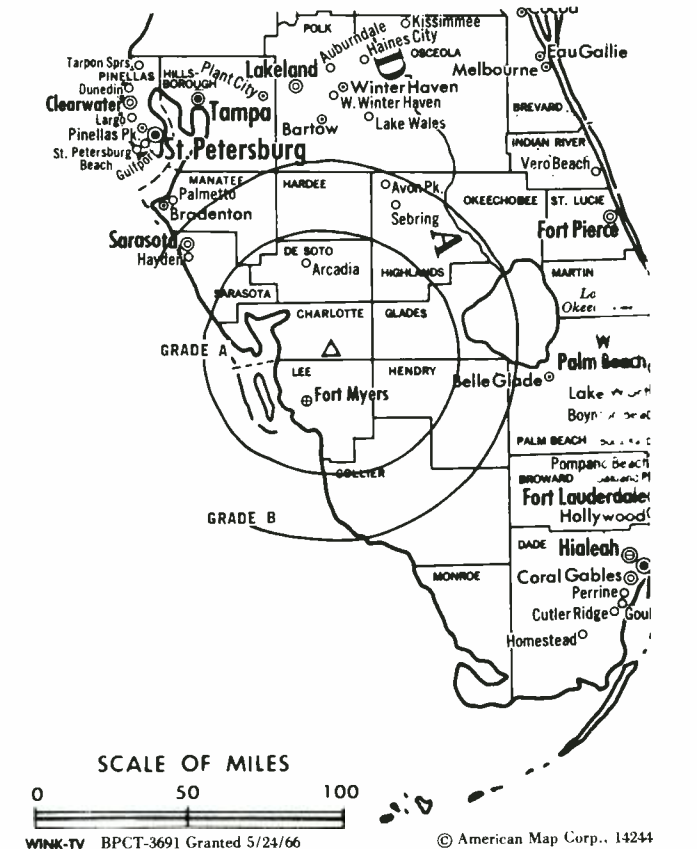 Kissimmee
POLK
Auburndale
Haines City
OSCEOLA
Eau Gallie
Tarpon Sprs.
PINELLAS
HILLS-
BOROUGH
Plant City
Lakeland
D
Melbourne
Dunedin
Clearwater
Winter Haven
W. Winter Haven
Tampa
BREVARD
Largo
Pinellas Pk.
Bartow
Lake Wales
St. Petersburg
INDIAN RIVER
St. Petersburg
Beach
Gulfport
Vero Beach
MANATEE
HARDEE
Avon Pk.
Palmetto
OKEECHOBEE
ST. LUCIE
Bradenton
Sebring
Fort Pierce
Sarasota
A
Hayden
DE SOTO
Arcadia
HIGHLANDS
MARTIN
SARASOTA
CHARLOTTE
GLADES
GRADE A
W
Palm Beach
LEE
HENDRY
Belle Glade
Fort Myers
Lake
PALM BEACH
COLLIER
Pompano Beach
BROWARD
Fort Lauderdale
GRADE B
Hollywood
DADE
Hialeah
MONROE
Coral Gables
Perrine
Cutler Ridge
Goul
Homestead
SCALE OF MILES
0 50 100
WINK-TV BPCT-3691 Granted 5/24/66
© American Map Corp., 14244